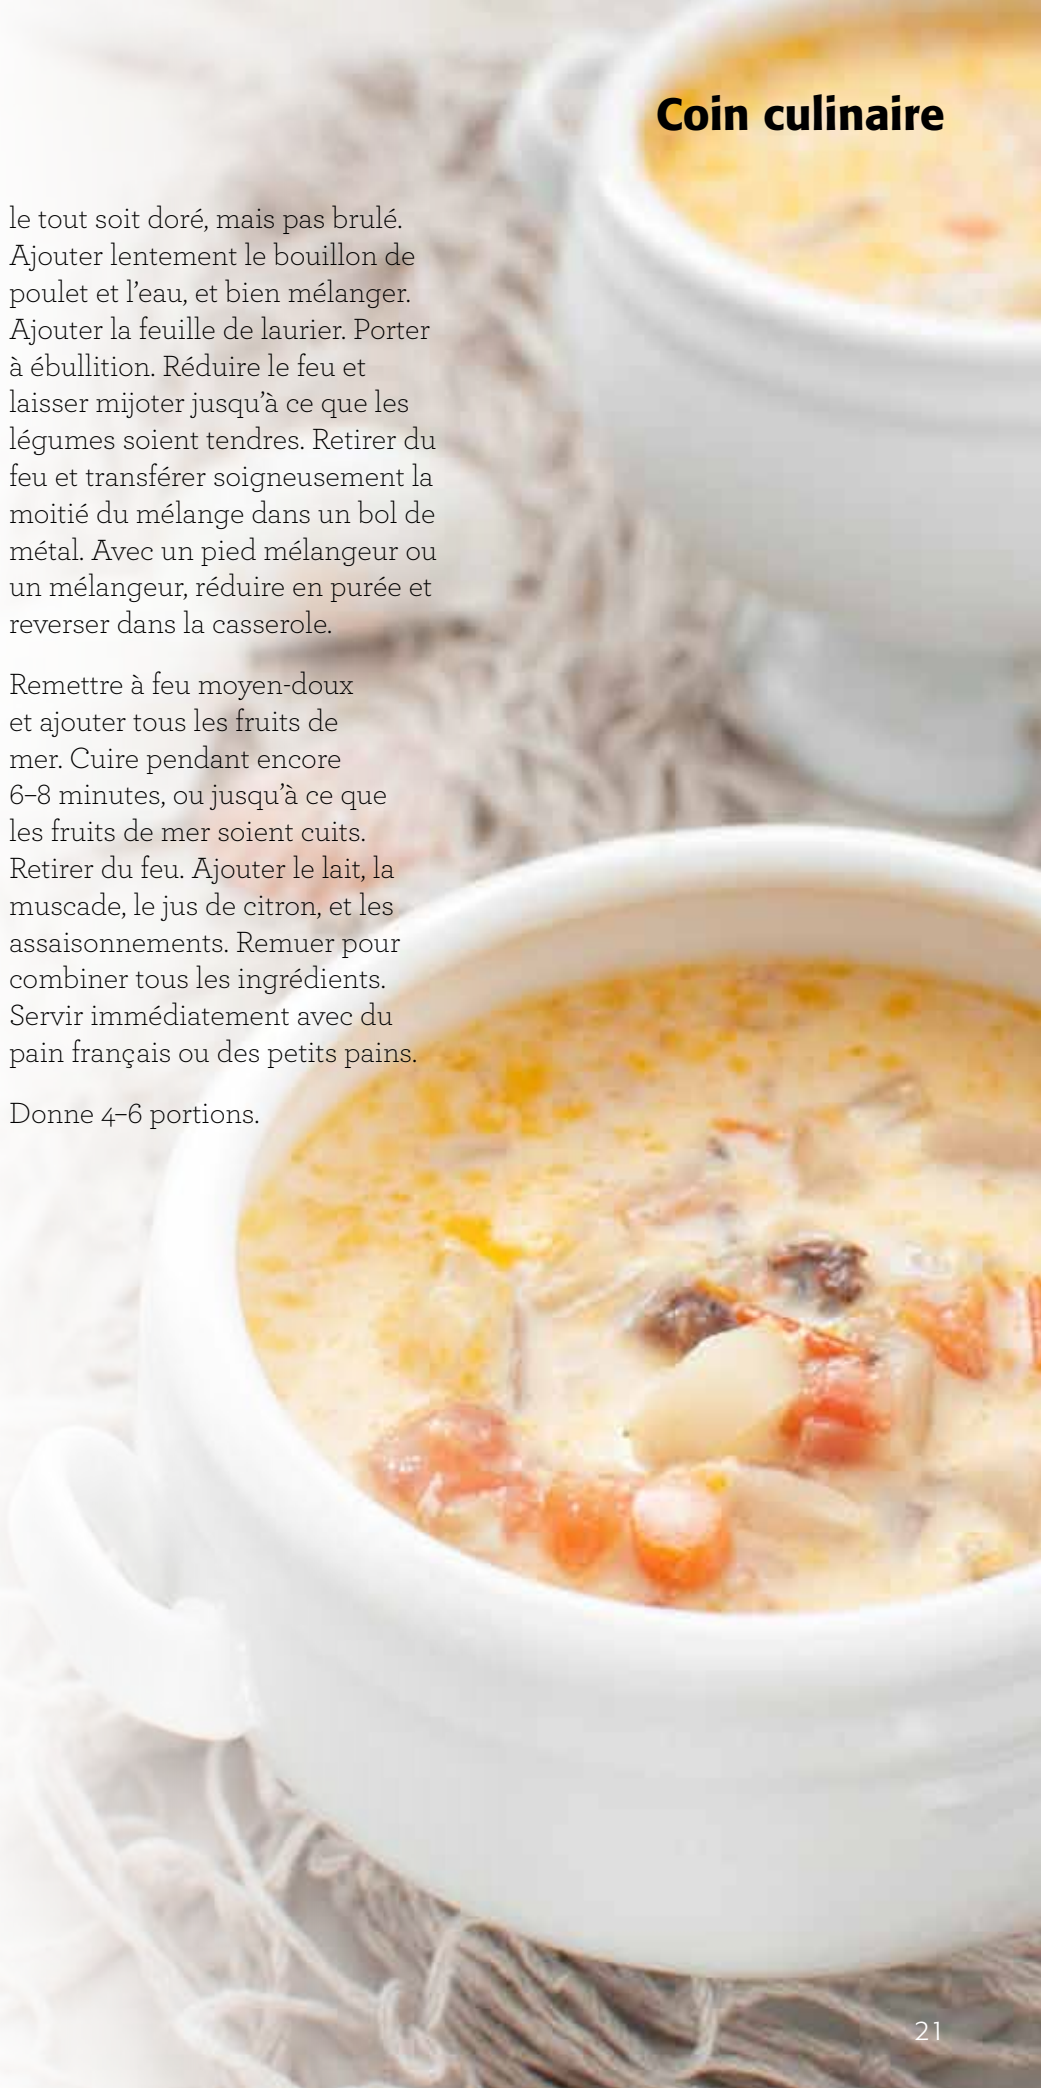 Coin culinaire
le tout soit doré, mais pas brulé.
Ajouter lentement le bouillon de
poulet et l’eau, et bien mélanger.
Ajouter la feuille de laurier. Porter
à ébullition. Réduire le feu et
laisser mijoter jusqu’à ce que les
légumes soient tendres. Retirer du
feu et transférer soigneusement la
moitié du mélange dans un bol de
métal. Avec un pied mélangeur ou
un mélangeur, réduire en purée et
reverser dans la casserole.
Remettre à feu moyen-doux
et ajouter tous les fruits de
mer. Cuire pendant encore
6–8 minutes, ou jusqu’à ce que
les fruits de mer soient cuits.
Retirer du feu. Ajouter le lait, la
muscade, le jus de citron, et les
assaisonnements. Remuer pour
combiner tous les ingrédients.
Servir immédiatement avec du
pain français ou des petits pains.
Donne 4–6 portions.
21